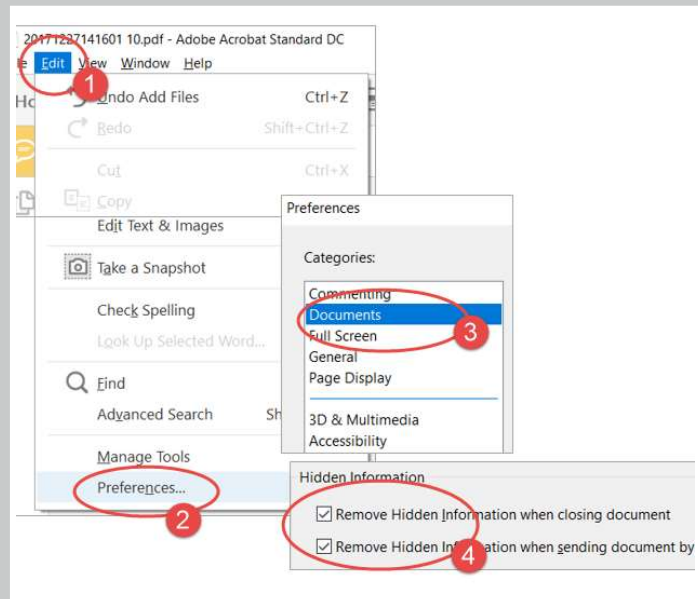 20171227141601 10.pdf - Adobe Acrobat Standard DC
Edit View Window Help
1
Undo Add Files Ctrl+Z
Redo Shift+Ctrl+Z
Cut Ctrl+X
Copy
Edit Text & Images
Take a Snapshot
Check Spelling
Look Up Selected Word...
Find
Advanced Search Sh
Manage Tools
Preferences...
2
Preferences
Categories:
Commenting
Documents
3
Full Screen
General
Page Display
3D & Multimedia
Accessibility
Hidden Information
Remove Hidden Information when closing document
Remove Hidden Information when sending document by
4